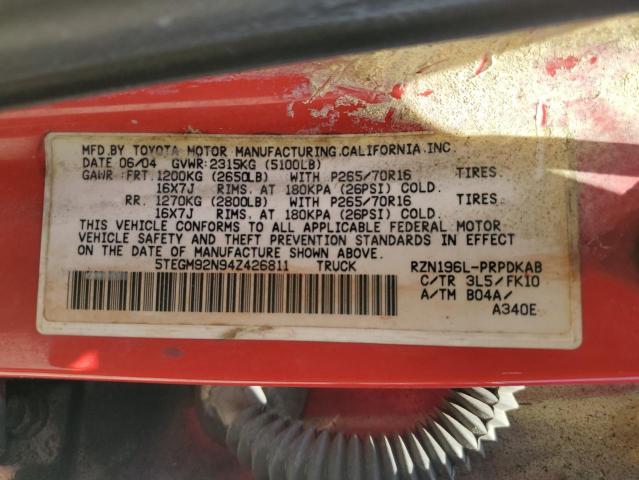 MFD.BY TOYOTA MOTOR MANUFACTURING.CALIFORNIA.INC.
DATE 06/04 GVWR:2315KG (5100LB)
GAWR: FRT.1200KG (2650LB) WITH P265/70R16 TIRES.
16X7J RIMS. AT 180KPA (26PSI) COLD.
RR. 1270KG (2800LB) WITH P265/70R16 TIRES.
16X7J RIMS. AT 180KPA (26PSI) COLD.
THIS VEHICLE CONFORMS TO ALL APPLICABLE FEDERAL MOTOR
VEHICLE SAFETY AND THEFT PREVENTION STANDARDS IN EFFECT
ON THE DATE OF MANUFACTURE SHOWN ABOVE.
5TEGM92N94Z426811 TRUCK RZN196L-PRPDKAB
C/TR 3L5/FK10
A/TM B04A/
A340E